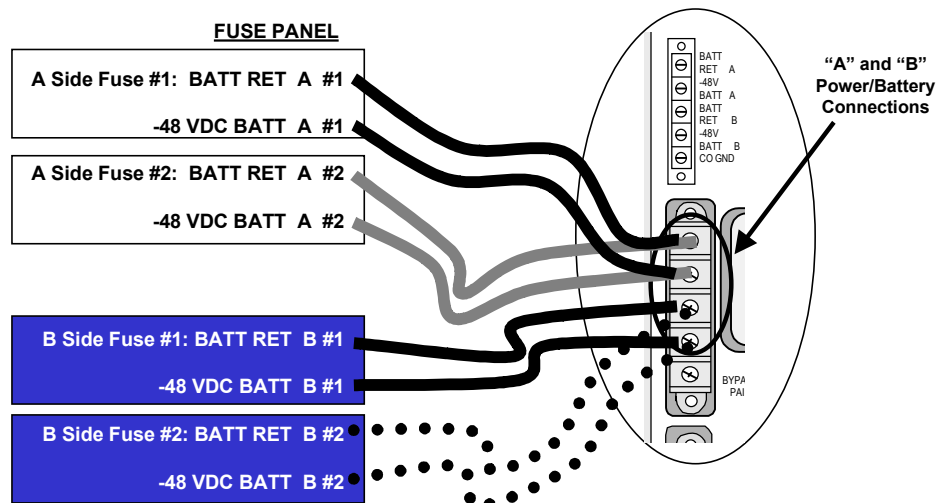 FUSE PANEL
A Side Fuse #1: BATT RET A #1
-48 VDC BATT A #1
A Side Fuse #2: BATT RET A #2
-48 VDC BATT A #2
B Side Fuse #1: BATT RET B #1
-48 VDC BATT B #1
B Side Fuse #2: BATT RET B #2
-48 VDC BATT B #2
BATT
RET A
-48V
BATT A
BATT
RET B
-48V
BATT B
CO GND
“A” and “B”
Power/Battery
Connections
BYPA
PAI